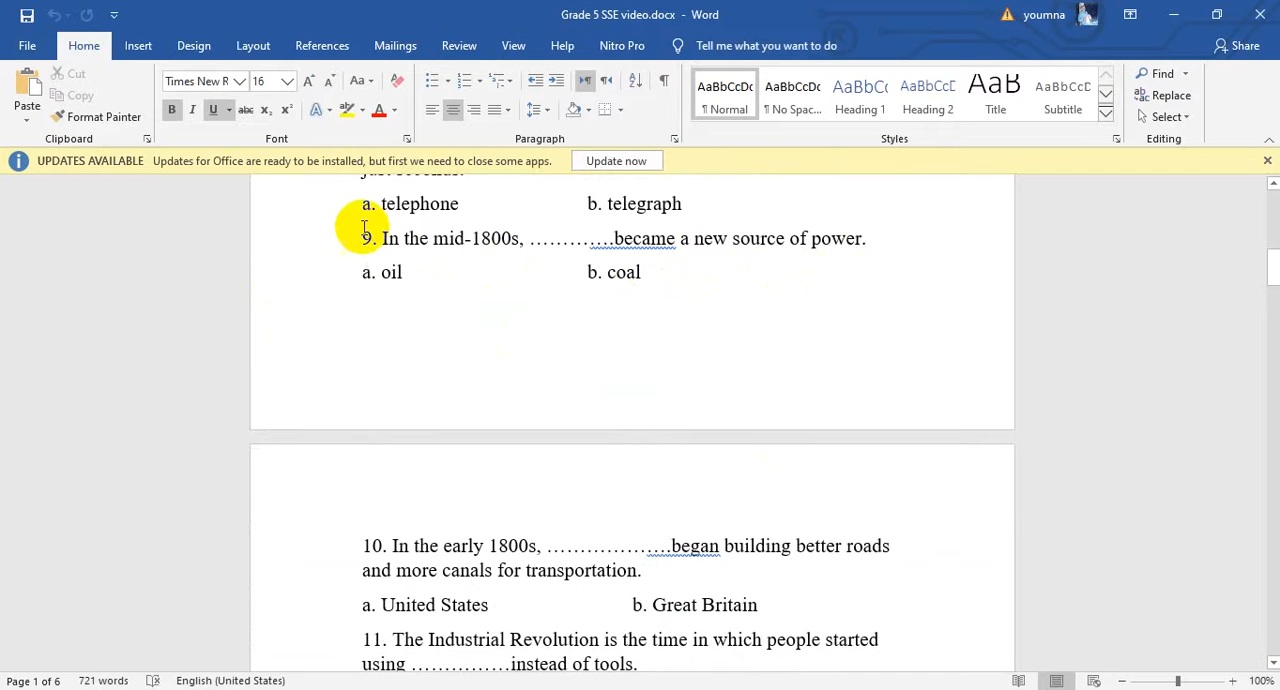 Grade 5 SSE video.docx - Word
youmna
File Home Insert Design Layout References Mailings Review View Help Nitro Pro Tell me what you want to do Share
Cut
Copy
Paste
Format Painter
Clipboard
Times New R 16
Font
Paragraph
AaBbCcDc AaBbCcDc AaBbCc AaBbCcD AaB AaBbCcD
¶ Normal ¶ No Spac... Heading 1 Heading 2 Title Subtitle
Styles
Find
Replace
Select
Editing
UPDATES AVAILABLE Updates for Office are ready to be installed, but first we need to close some apps. Update now
just seconds.
a. telephone b. telegraph
9. In the mid-1800s, …………..became a new source of power.
a. oil b. coal
10. In the early 1800s, ………………….began building better roads
and more canals for transportation.
a. United States b. Great Britain
11. The Industrial Revolution is the time in which people started
using ……………instead of tools.
Page 1 of 6 721 words English (United States) 100%